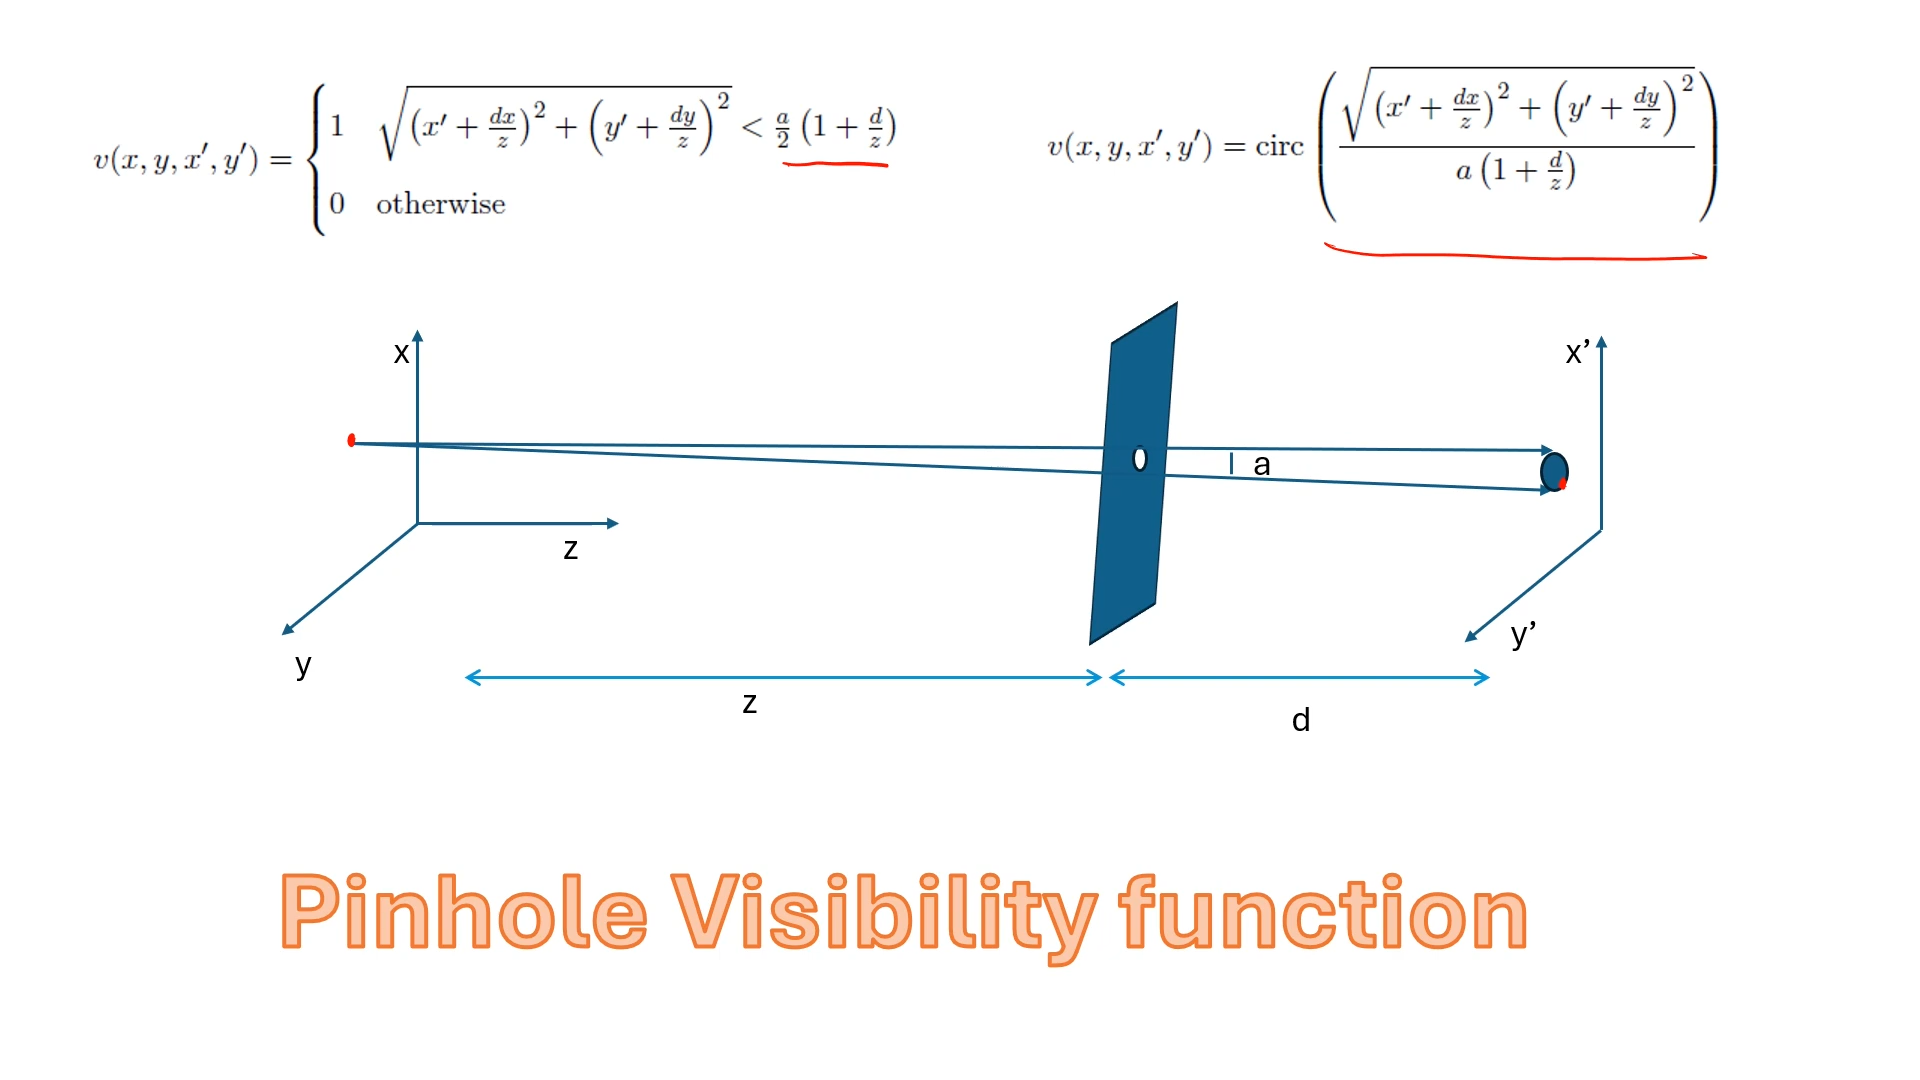 v(x, y, x′, y′) = { 1 √((x′ + dx/z)² + (y′ + dy/z)²) < a/2 (1 + d/z)
0 otherwise
v(x, y, x′, y′) = circ ( √((x′ + dx/z)² + (y′ + dy/z)²) / a (1 + d/z) )
x
x’
a
z
y’
y
z
d
Pinhole Visibility function